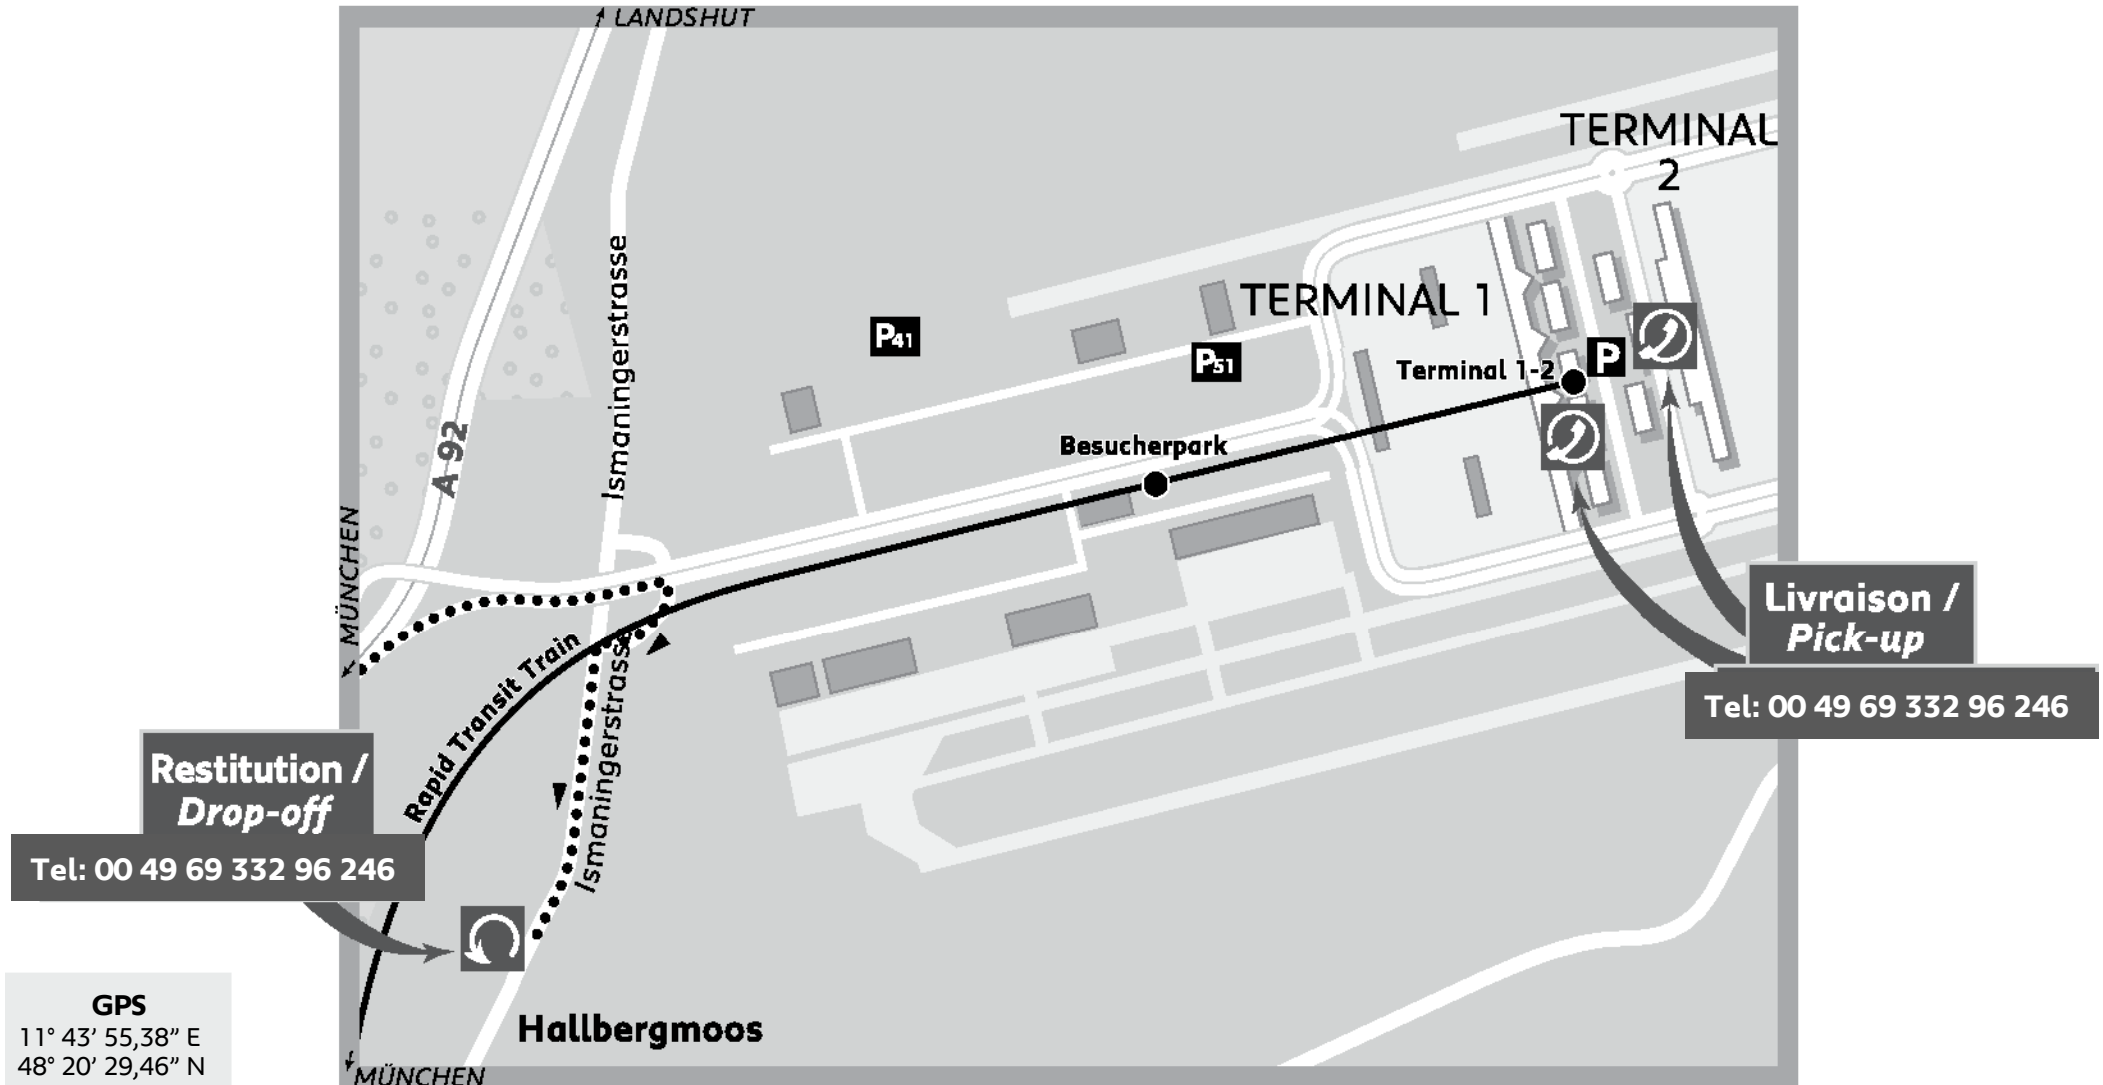 LANDSHUT
TERMINAL
2
Ismaningerstrasse
TERMINAL 1
P41
P51
Terminal 1-2
P
A 92
Besucherpark
MÜNCHEN
Livraison /
Pick-up
Tel: 00 49 69 332 96 246
Rapid Transit Train
Ismaningerstrasse
Restitution /
Drop-off
Tel: 00 49 69 332 96 246
GPS
11° 43’ 55,38” E
48° 20’ 29,46” N
Hallbergmoos
MÜNCHEN